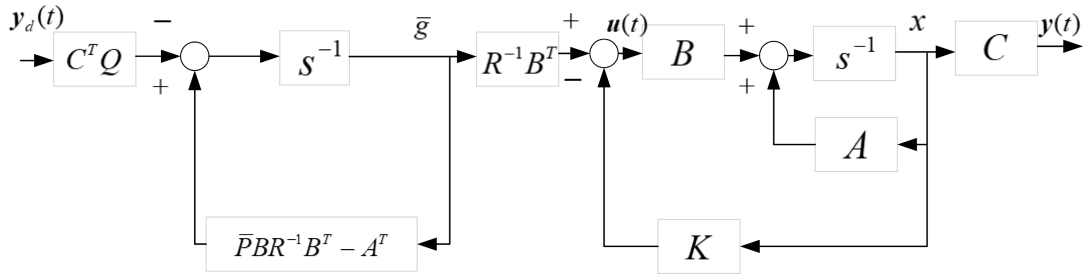 𝒚_d(t)
C^T Q
−
+
s^{-1}
g̅
R^{-1}B^T
+
−
𝒖(t)
B
+
+
s^{-1}
x
C
𝒚(t)
A
P̅BR^{-1}B^T − A^T
K